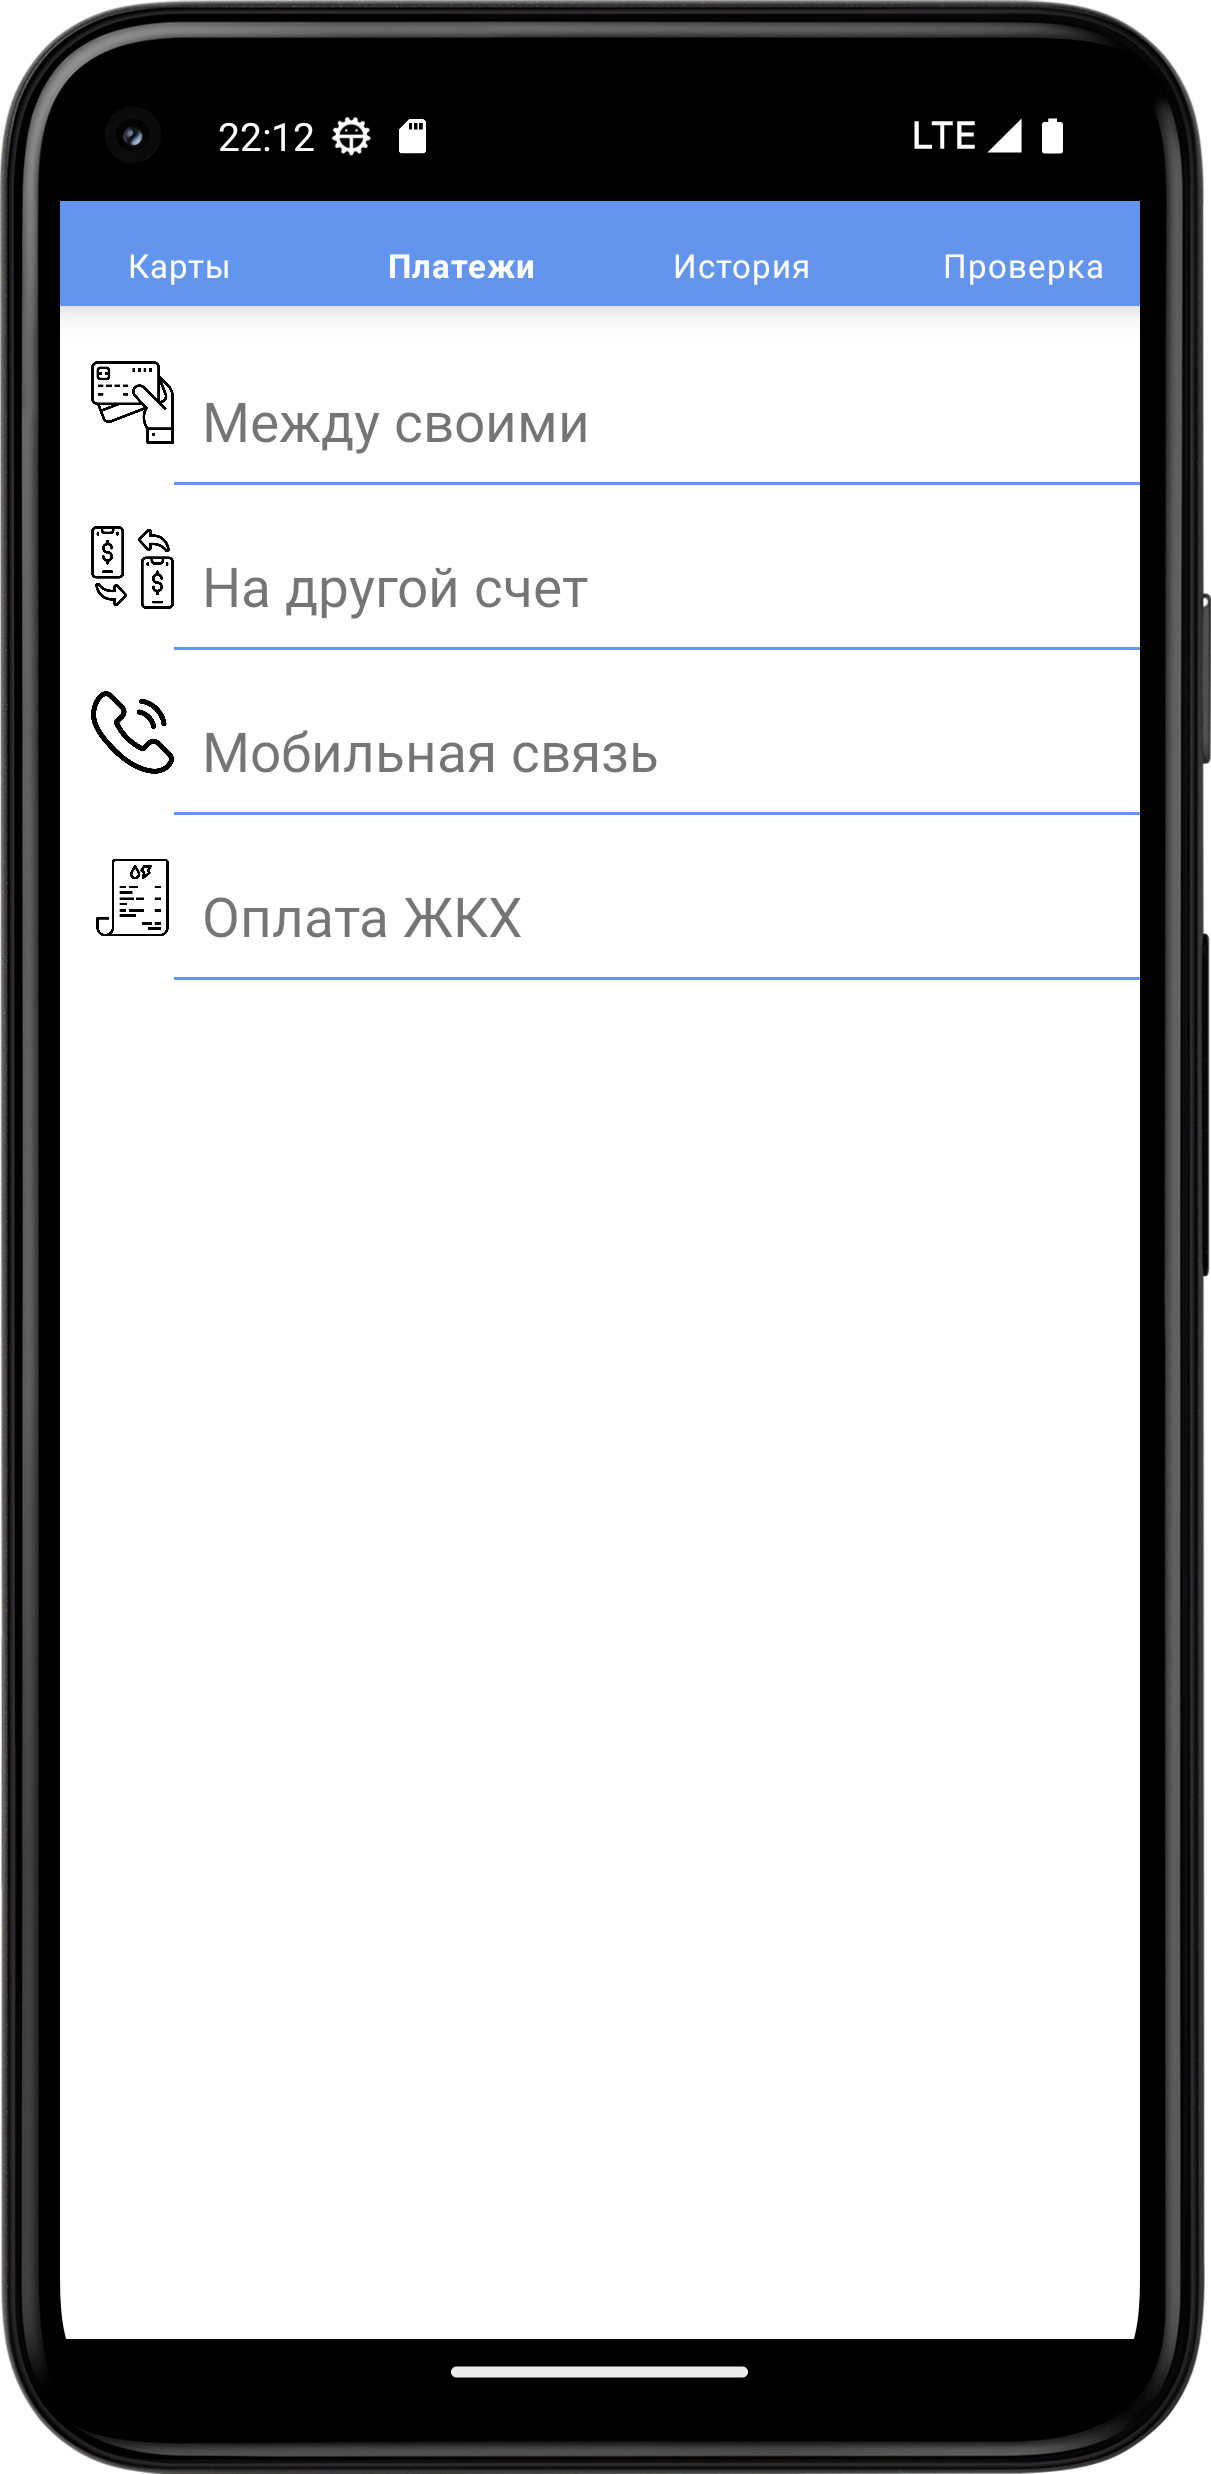 22:12 LTE
Карты Платежи История Проверка
Между своими
На другой счет
Мобильная связь
Оплата ЖКХ